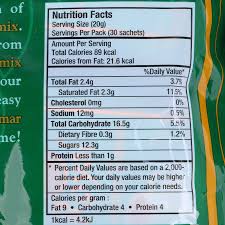 n of
mix.
rom
mix
our
easy
mar
me!
Nutrition Facts
Serving Size (20g)
Servings Per Pack (30 sachets)
Amount Per Serving
Total Calories 89 kcal
Calories from Fat: 21.6 kcal
%Daily Value*
Total Fat 2.4g 3.7%
Saturated Fat 2.3g 11.5%
Cholesterol 0mg 0%
Sodium 12mg 0.5%
Total Carbohydrate 16.5g 5.5%
Dietary Fibre 0.3g 1.2%
Sugars 12.3g
Protein Less than 1g
* Percent Daily Values are based on a 2,000-
calorie diet. Your daily values may be higher
or lower depending on your calorie needs.
Calories per gram :
Fat 9 • Carbohydrate 4 • Protein 4
1kcal = 4.2kJ